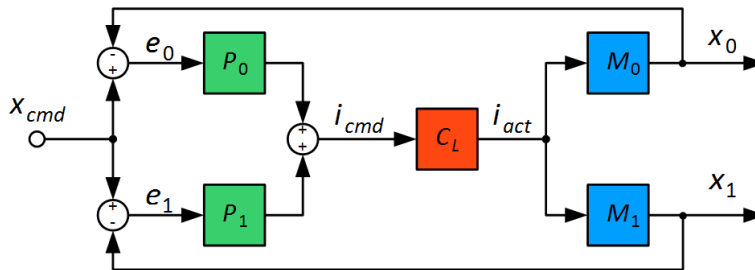 e0 P0 x0
M0
- +
xcmd
+ + icmd CL iact
+ -
e1 P1 M1 x1